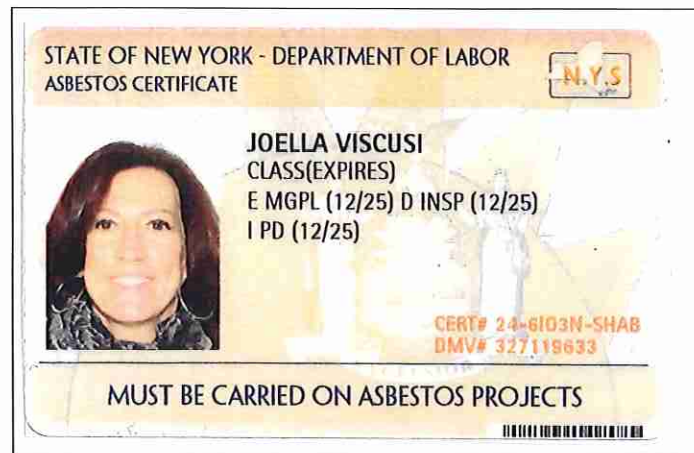 STATE OF NEW YORK - DEPARTMENT OF LABOR
ASBESTOS CERTIFICATE
N.Y.S
JOELLA VISCUSI
CLASS(EXPIRES)
E MGPL (12/25) D INSP (12/25)
I PD (12/25)
CERT# 24-6IO3N-SHAB
DMV# 327119633
MUST BE CARRIED ON ASBESTOS PROJECTS